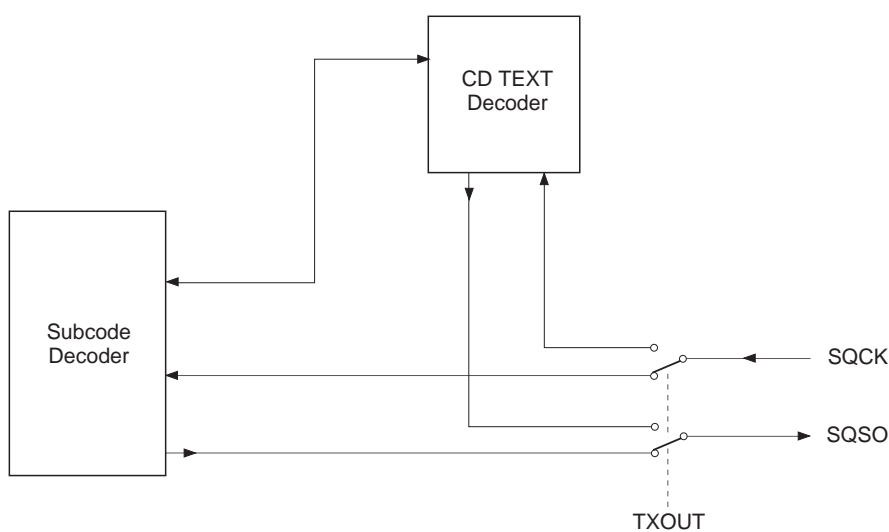 CD TEXT
Decoder
Subcode
Decoder
SQCK
SQSO
TXOUT